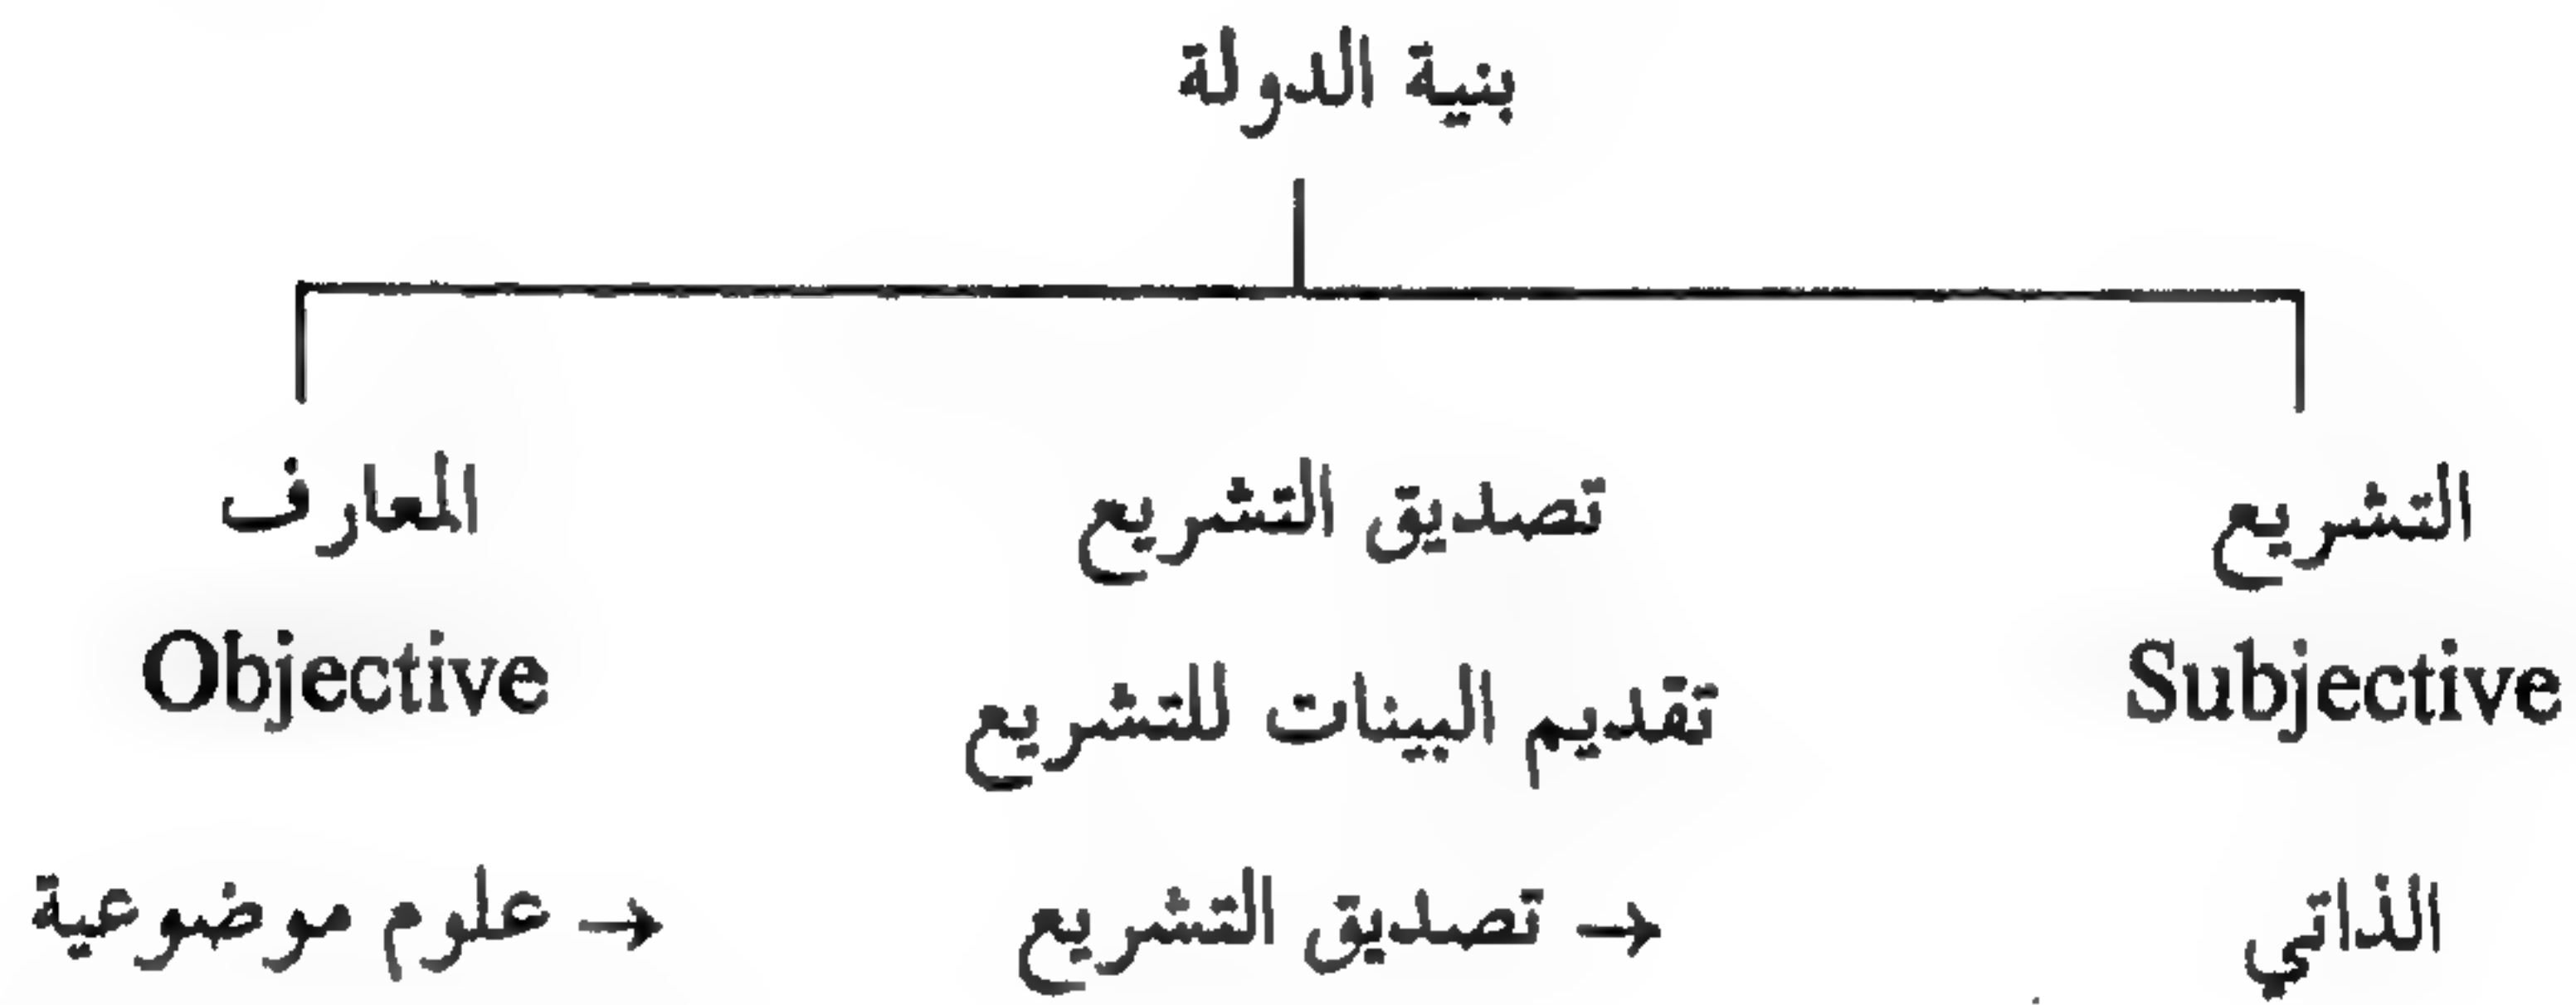 بنية الدولة
التشريع
Subjective
الذاتي
تصديق التشريع
تقديم البينات للتشريع
→ تصديق التشريع
المعارف
Objective
→ علوم موضوعية